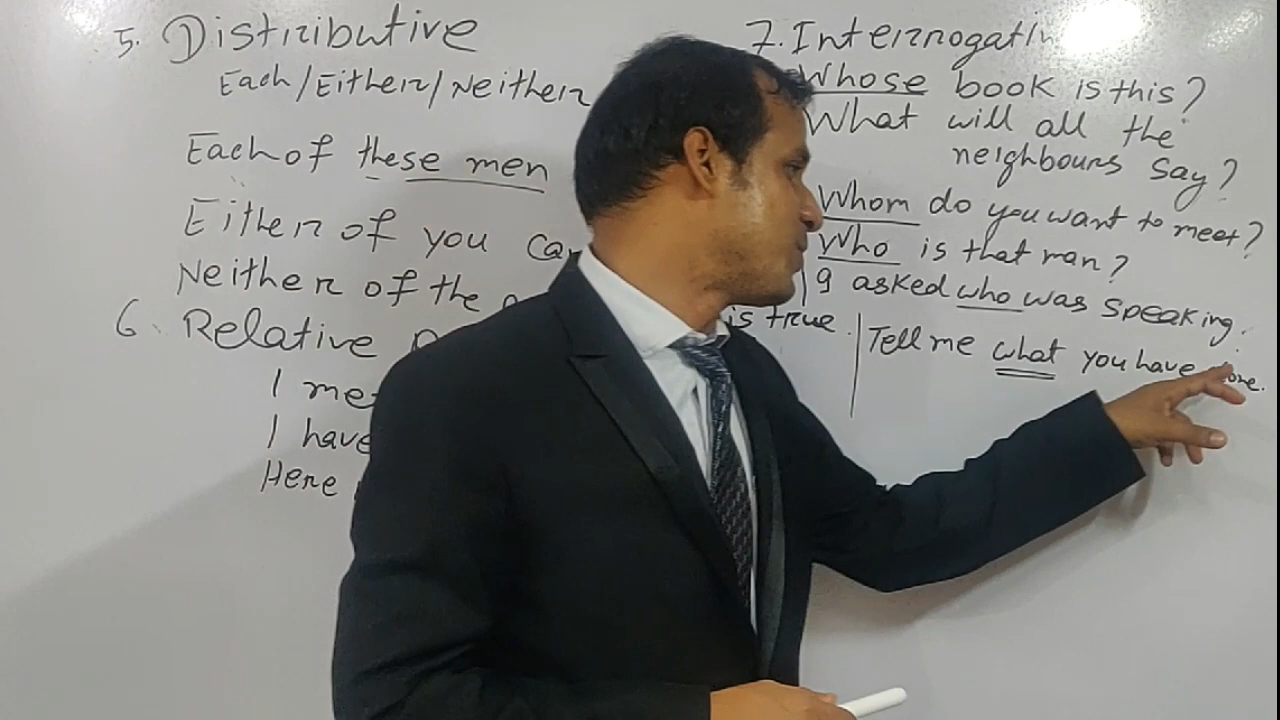 5. Distributive
Each/Either/Neither
Each of these men
Either of you
Neither of the
is true.
6. Relative
I
I have
Here
7. Interrogati
Whose book is this?
What will all the
neighbours say?
Whom do you want to meet?
Who is that man?
I asked who was speaking.
Tell me what you have